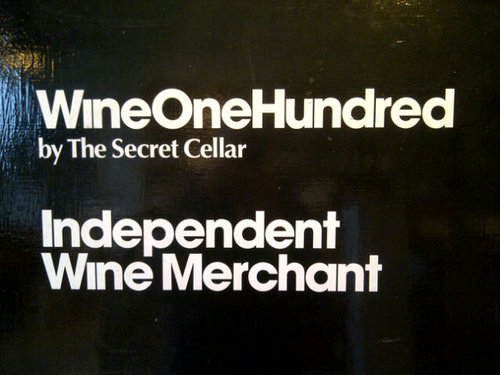 WineOneHundred
by The Secret Cellar
Independent
Wine Merchant